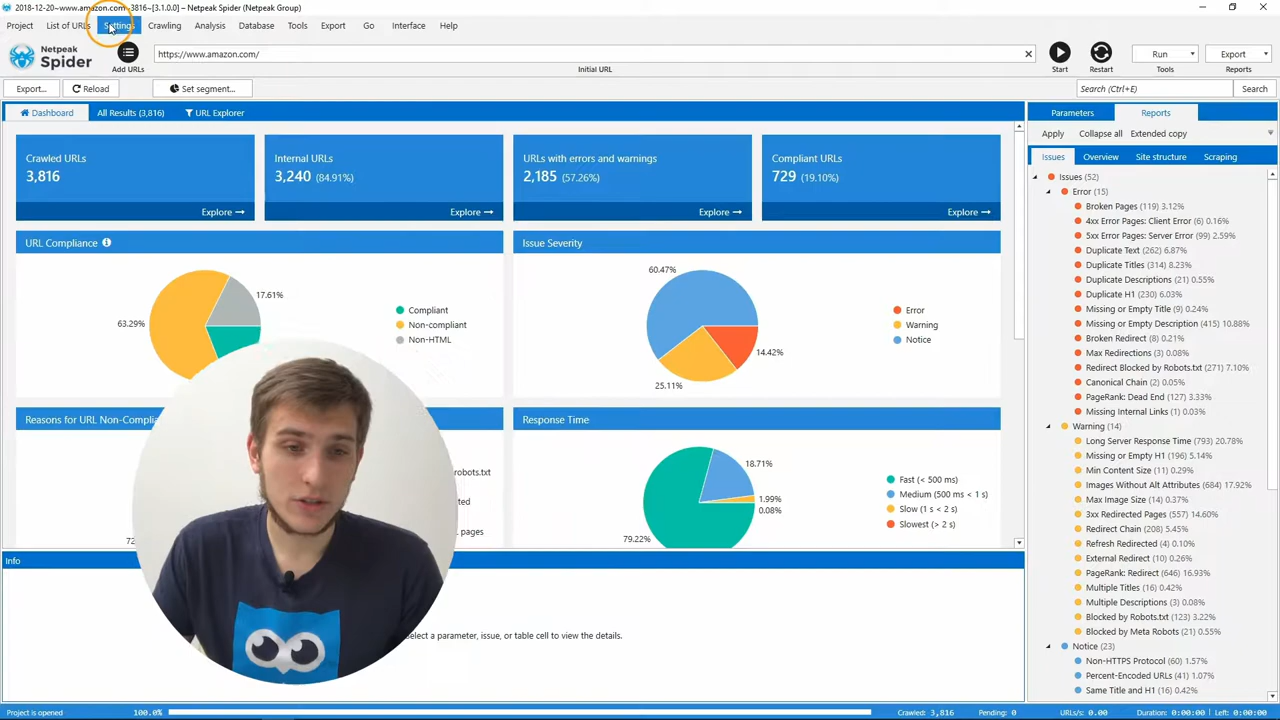 2018-12-20~www.amazon.com~3816~[3.1.0.0] – Netpeak Spider (Netpeak Group)
Project List of URLs Settings Crawling Analysis Database Tools Export Go Interface Help
Netpeak Spider
Add URLs
https://www.amazon.com/
Initial URL
Start
Restart
Run
Tools
Export
Reports
Export... Reload Set segment... Search (Ctrl+E) Search
Dashboard All Results (3,816) URL Explorer
Crawled URLs
3,816
Explore
Internal URLs
3,240 (84.91%)
Explore
URLs with errors and warnings
2,185 (57.26%)
Explore
Compliant URLs
729 (19.10%)
Explore
URL Compliance
17.61%
63.29%
Compliant
Non-compliant
Non-HTML
Issue Severity
60.47%
14.42%
25.11%
Error
Warning
Notice
Reasons for URL
obots.txt
pages
Response Time
18.71%
1.99%
0.08%
79.22%
Fast (< 500 ms)
Medium (500 ms < 1 s)
Slow (1 s < 2 s)
Slowest (> 2 s)
Info
elect a parameter, issue, or table cell to view the details.
Parameters Reports
Apply Collapse all Extended copy
Issues Overview Site structure Scraping
Issues (52)
Error (15)
Broken Pages (119) 3.12%
4xx Error Pages: Client Error (6) 0.16%
5xx Error Pages: Server Error (99) 2.59%
Duplicate Text (262) 6.87%
Duplicate Titles (314) 8.23%
Duplicate Descriptions (21) 0.55%
Duplicate H1 (230) 6.03%
Missing or Empty Title (9) 0.24%
Missing or Empty Description (415) 10.88%
Broken Redirect (8) 0.21%
Max Redirections (3) 0.08%
Redirect Blocked by Robots.txt (271) 7.10%
Canonical Chain (2) 0.05%
PageRank: Dead End (127) 3.33%
Missing Internal Links (1) 0.03%
Warning (14)
Long Server Response Time (793) 20.78%
Missing or Empty H1 (196) 5.14%
Min Content Size (11) 0.29%
Images Without Alt Attributes (684) 17.92%
Max Image Size (14) 0.37%
3xx Redirected Pages (557) 14.60%
Redirect Chain (208) 5.45%
Refresh Redirected (4) 0.10%
External Redirect (10) 0.26%
PageRank: Redirect (646) 16.93%
Multiple Titles (16) 0.42%
Multiple Descriptions (3) 0.08%
Blocked by Robots.txt (123) 3.22%
Blocked by Meta Robots (21) 0.55%
Notice (23)
Non-HTTPS Protocol (60) 1.57%
Percent-Encoded URLs (41) 1.07%
Same Title and H1 (16) 0.42%
Project is opened 100.0% Crawled: 3,816 Pending: 0 URLs/s: 0.00 Duration: 0:00:00 Left: 0:00:00